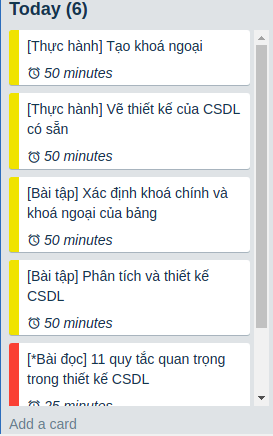 Today (6)
[Thực hành] Tạo khoá ngoại
50 minutes
[Thực hành] Vẽ thiết kế của CSDL
có sẵn
50 minutes
[Bài tập] Xác định khoá chính và
khoá ngoại của bảng
50 minutes
[Bài tập] Phân tích và thiết kế
CSDL
50 minutes
[*Bài đọc] 11 quy tắc quan trọng
trong thiết kế CSDL
25 minutes
Add a card